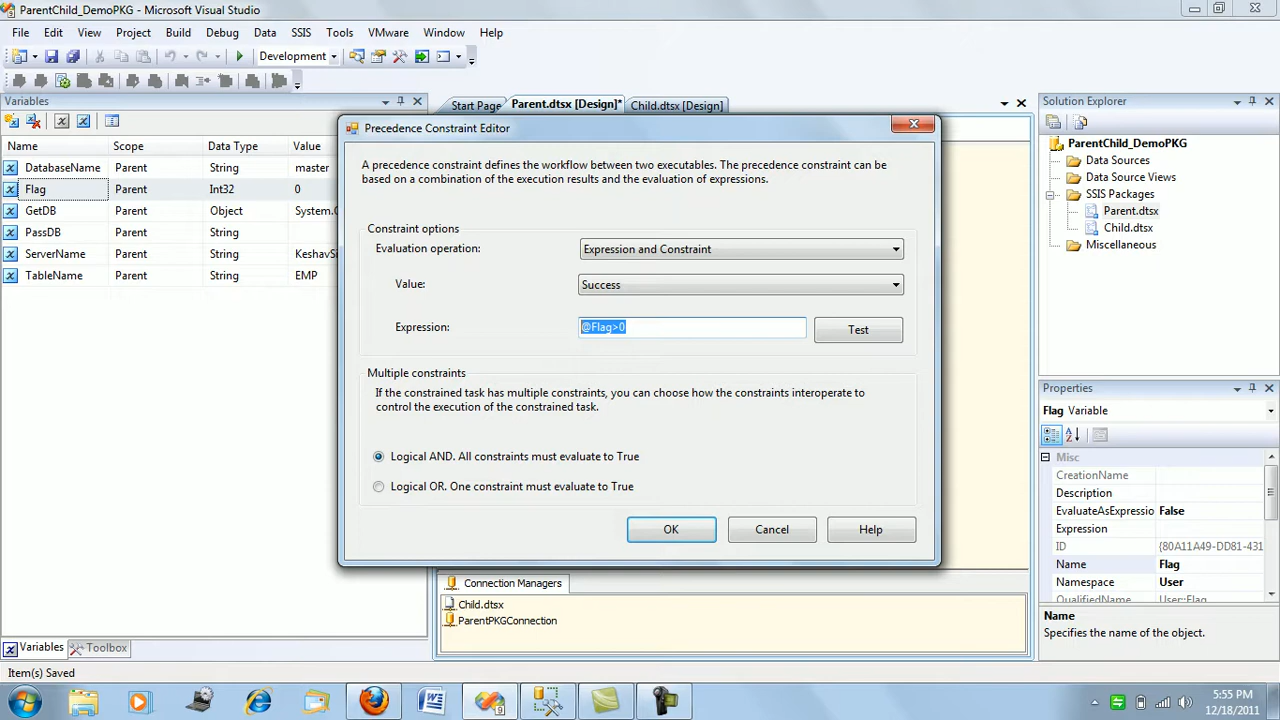 ParentChild_DemoPKG - Microsoft Visual Studio
File Edit View Project Build Debug Data SSIS Tools VMware Window Help
Development
Variables
Name Scope Data Type Value
DatabaseName Parent String master
Flag Parent Int32 0
GetDB Parent Object System.O
PassDB Parent String
ServerName Parent String KeshavSi
TableName Parent String EMP
Variables Toolbox
Start Page Parent.dtsx [Design]* Child.dtsx [Design]
Precedence Constraint Editor
A precedence constraint defines the workflow between two executables. The precedence constraint can be
based on a combination of the execution results and the evaluation of expressions.
Constraint options
Evaluation operation: Expression and Constraint
Value: Success
Expression: @Flag>0 Test
Multiple constraints
If the constrained task has multiple constraints, you can choose how the constraints interoperate to
control the execution of the constrained task.
Logical AND. All constraints must evaluate to True
Logical OR. One constraint must evaluate to True
OK Cancel Help
Connection Managers
Child.dtsx
ParentPKGConnection
Solution Explorer
ParentChild_DemoPKG
Data Sources
Data Source Views
SSIS Packages
Parent.dtsx
Child.dtsx
Miscellaneous
Properties
Flag Variable
Misc
CreationName
Description
EvaluateAsExpressio False
Expression
ID {80A11A49-DD81-431
Name Flag
Namespace User
QualifiedName User::Flag
Name
Specifies the name of the object.
Item(s) Saved
5:55 PM
12/18/2011